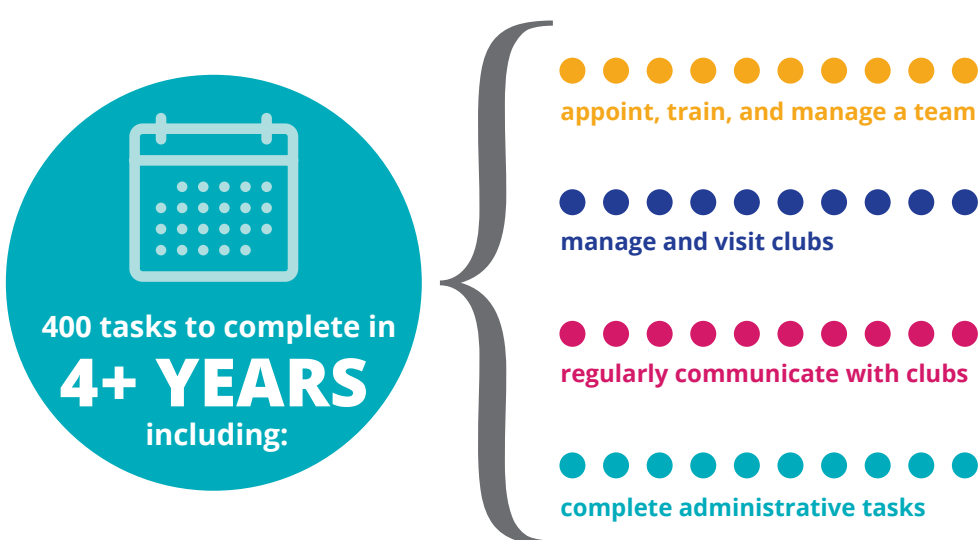 400 tasks to complete in
4+ YEARS
including:
appoint, train, and manage a team
manage and visit clubs
regularly communicate with clubs
complete administrative tasks